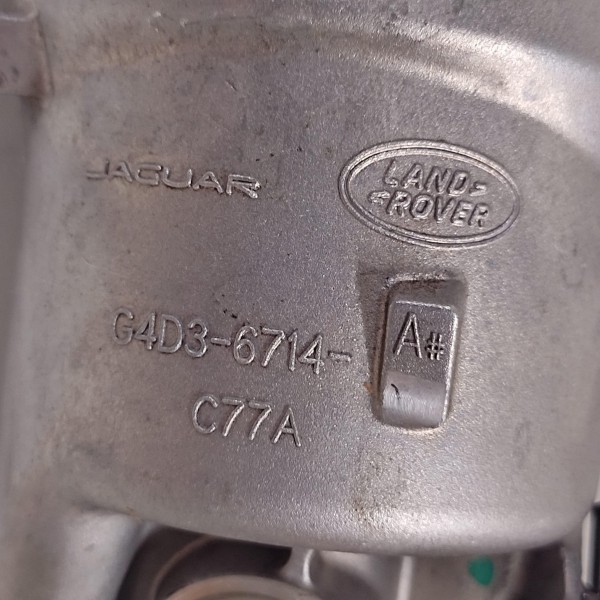 JAGUAR
LAND-
-ROVER
G4D3-6714-
A#
C77A